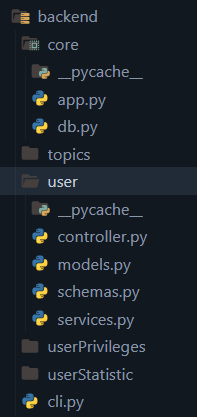 backend
core
__pycache__
app.py
db.py
topics
user
__pycache__
controller.py
models.py
schemas.py
services.py
userPrivileges
userStatistic
cli.py